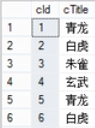 cId cTitle
1 1 青龙
2 2 白虎
3 3 朱雀
4 4 玄武
5 5 青龙
6 6 白虎